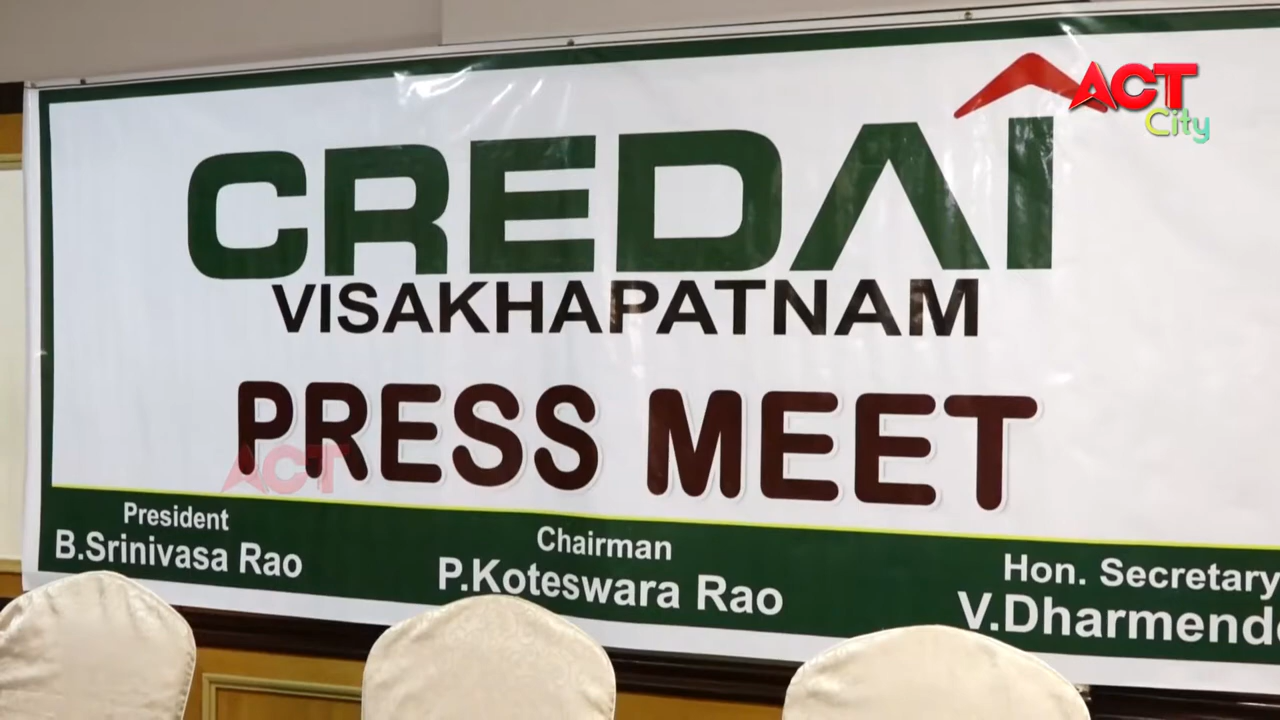 ACT
City
CREDAI
VISAKHAPATNAM
PRESS MEET
ACT
President
B.Srinivasa Rao
Chairman
P.Koteswara Rao
Hon. Secretary